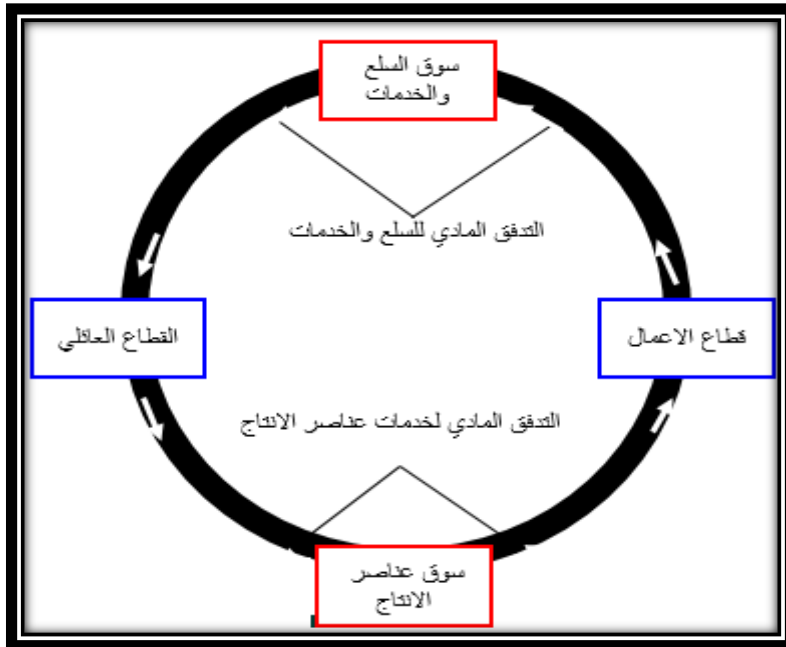 سوق السلع
والخدمات
التدفق المادي للسلع والخدمات
قطاع الاعمال
القطاع العائلي
التدفق المادي لخدمات عناصر الانتاج
سوق عناصر
الانتاج